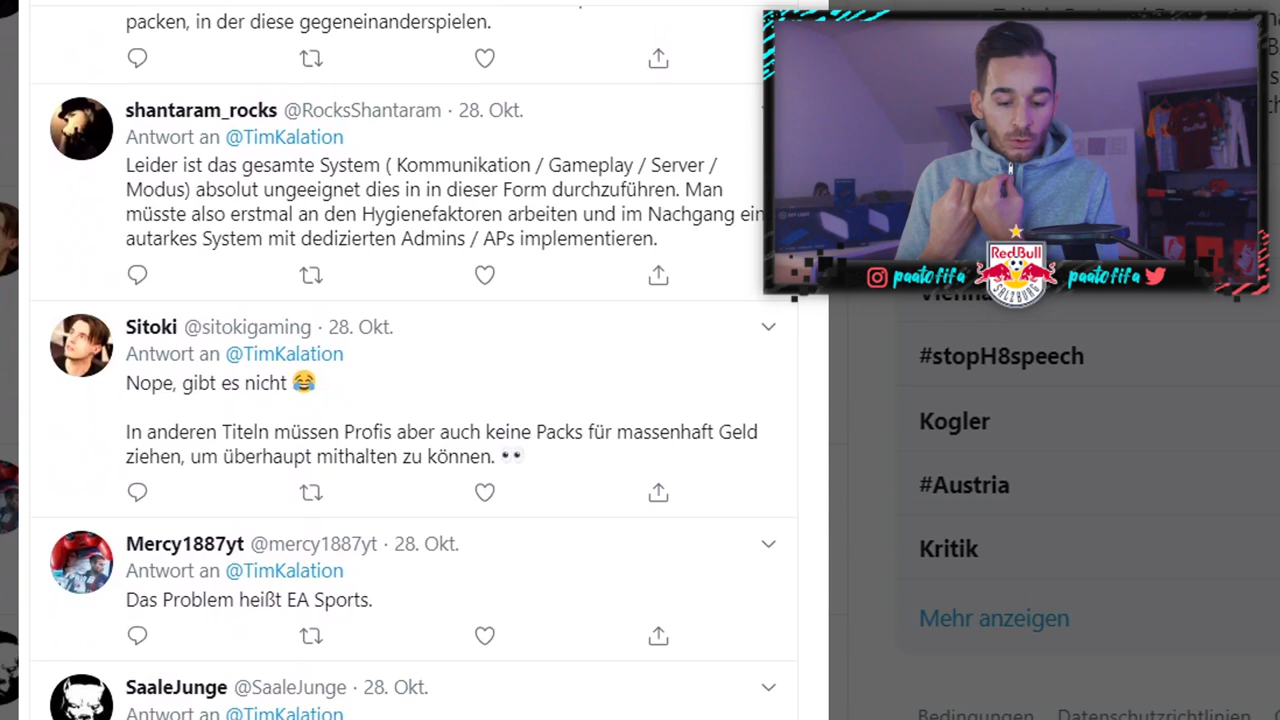 packen, in der diese gegeneinanderspielen.
shantaram_rocks @RocksShantaram · 28. Okt.
Antwort an @TimKalation
Leider ist das gesamte System ( Kommunikation / Gameplay / Server /
Modus) absolut ungeeignet dies in in dieser Form durchzuführen. Man
müsste also erstmal an den Hygienefaktoren arbeiten und im Nachgang ein
autarkes System mit dedizierten Admins / APs implementieren.
Sitoki @sitokigaming · 28. Okt.
Antwort an @TimKalation
Nope, gibt es nicht 😂
In anderen Titeln müssen Profis aber auch keine Packs für massenhaft Geld
ziehen, um überhaupt mithalten zu können. 👀
Mercy1887yt @mercy1887yt · 28. Okt.
Antwort an @TimKalation
Das Problem heißt EA Sports.
SaaleJunge @SaaleJunge · 28. Okt.
Antwort an @TimKalation
paatofifa
RedBull
SALZBURG
paatofifa
#stopH8speech
Kogler
#Austria
Kritik
Mehr anzeigen
Bedingungen Datenschutzrichtlinien